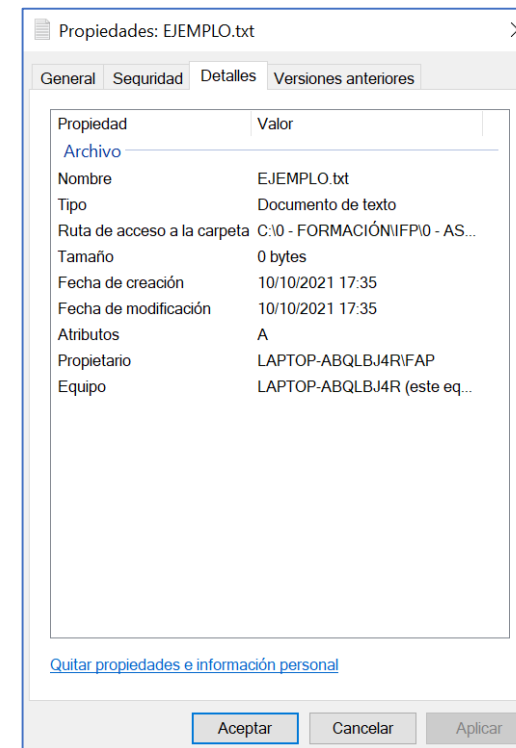 Propiedades: EJEMPLO.txt
General Seguridad Detalles Versiones anteriores
Propiedad Valor
Archivo
Nombre EJEMPLO.txt
Tipo Documento de texto
Ruta de acceso a la carpeta C:\0 - FORMACIÓN\IFP\0 - AS...
Tamaño 0 bytes
Fecha de creación 10/10/2021 17:35
Fecha de modificación 10/10/2021 17:35
Atributos A
Propietario LAPTOP-ABQLBJ4R\FAP
Equipo LAPTOP-ABQLBJ4R (este eq...
Quitar propiedades e información personal
Aceptar Cancelar Aplicar